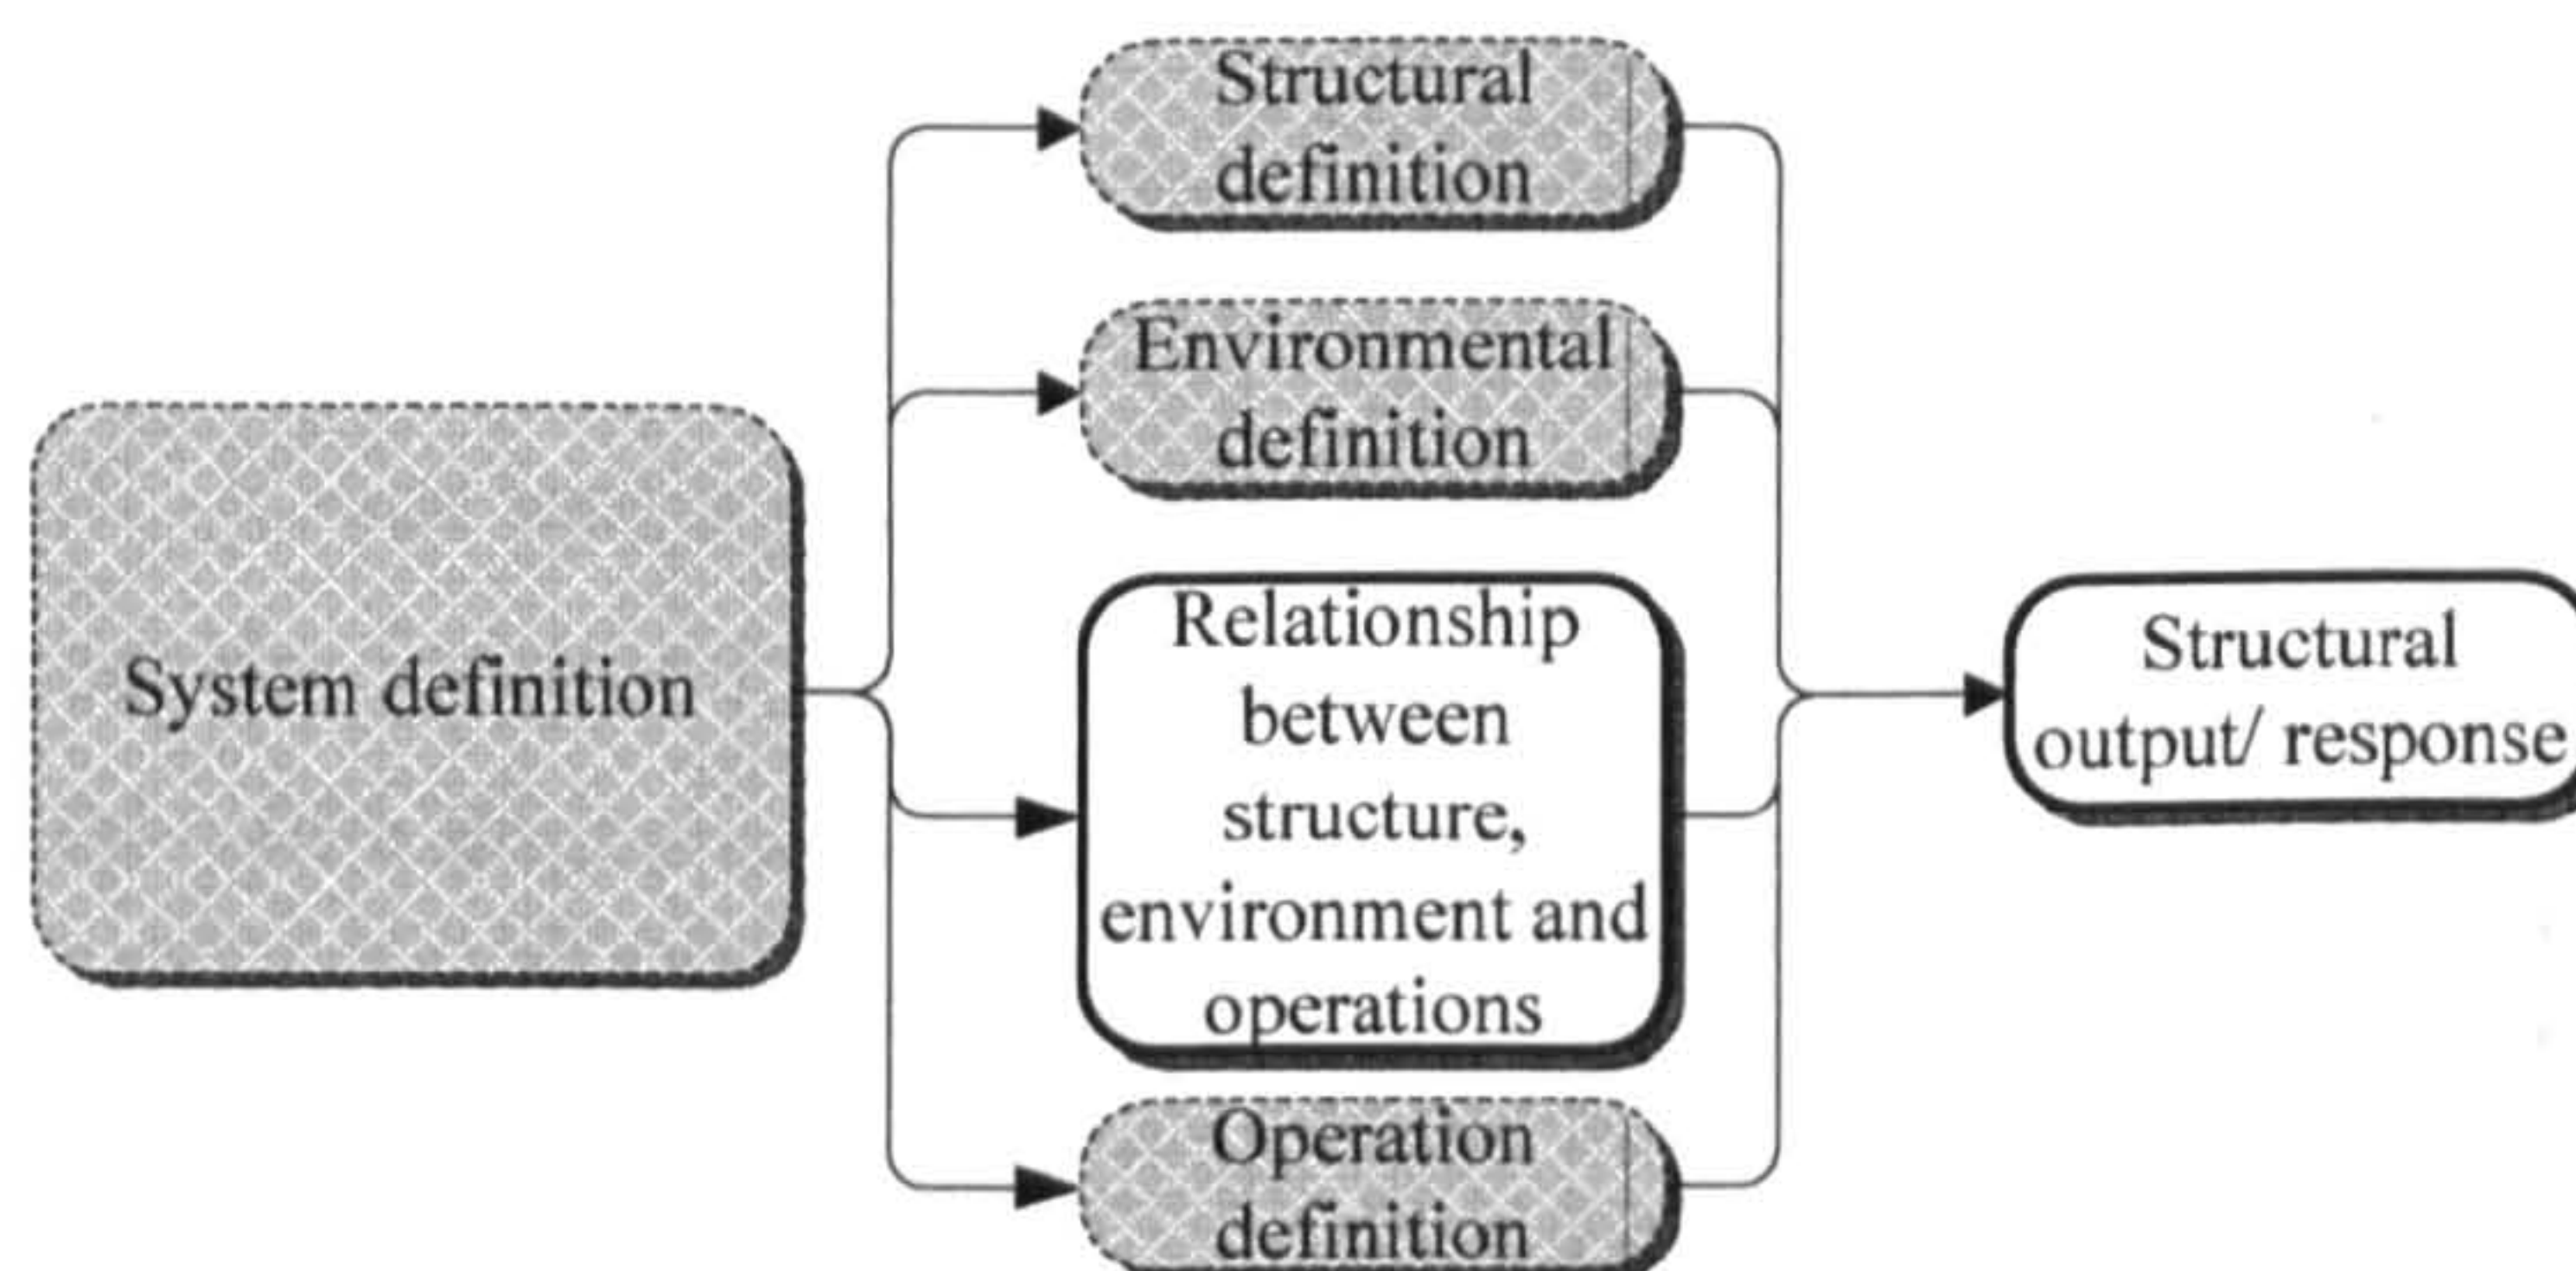 System definition
Structural
definition
Environmental
definition
Relationship
between
structure,
environment and
operations
Operation
definition
Structural
output/ response